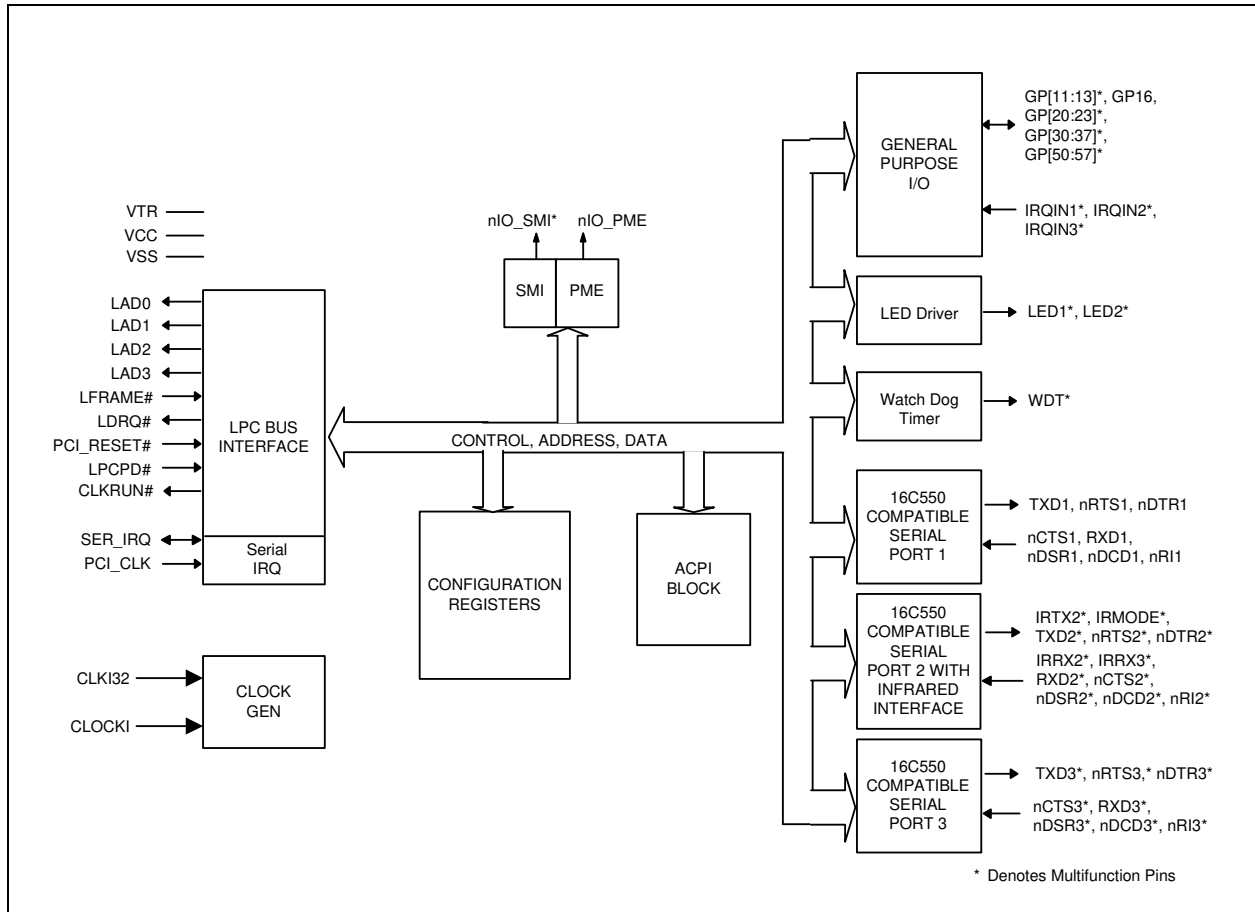 VTR
VCC
VSS
LAD0
LAD1
LAD2
LAD3
LFRAME#
LDRQ#
PCI_RESET#
LPCPD#
CLKRUN#
SER_IRQ
PCI_CLK
LPC BUS
INTERFACE
Serial
IRQ
CLKI32
CLOCKI
CLOCK
GEN
nIO_SMI*
nIO_PME
SMI
PME
CONTROL, ADDRESS, DATA
CONFIGURATION
REGISTERS
ACPI
BLOCK
GENERAL
PURPOSE
I/O
GP[11:13]*, GP16,
GP[20:23]*,
GP[30:37]*,
GP[50:57]*
IRQIN1*, IRQIN2*,
IRQIN3*
LED Driver
LED1*, LED2*
Watch Dog
Timer
WDT*
16C550
COMPATIBLE
SERIAL
PORT 1
TXD1, nRTS1, nDTR1
nCTS1, RXD1,
nDSR1, nDCD1, nRI1
16C550
COMPATIBLE
SERIAL
PORT 2 WITH
INFRARED
INTERFACE
IRTX2*, IRMODE*,
TXD2*, nRTS2*, nDTR2*
IRRX2*, IRRX3*,
RXD2*, nCTS2*,
nDSR2*, nDCD2*, nRI2*
16C550
COMPATIBLE
SERIAL
PORT 3
TXD3*, nRTS3,* nDTR3*
nCTS3*, RXD3*,
nDSR3*, nDCD3*, nRI3*
* Denotes Multifunction Pins